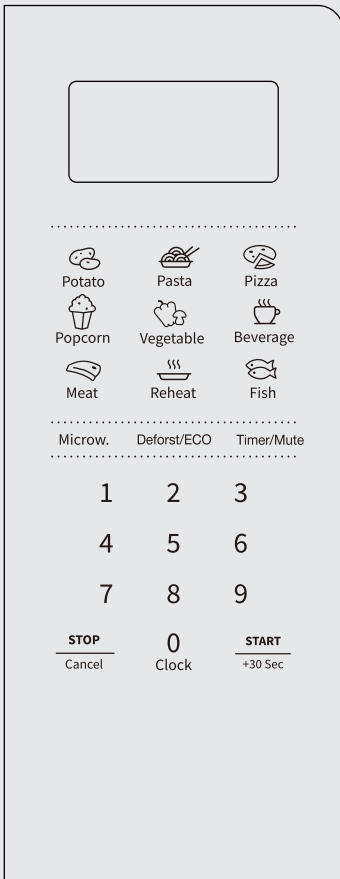 Potato Pasta Pizza
Popcorn Vegetable Beverage
Meat Reheat Fish
Microw. Deforst/ECO Timer/Mute
1 2 3
4 5 6
7 8 9
STOP 0 START
Cancel Clock +30 Sec